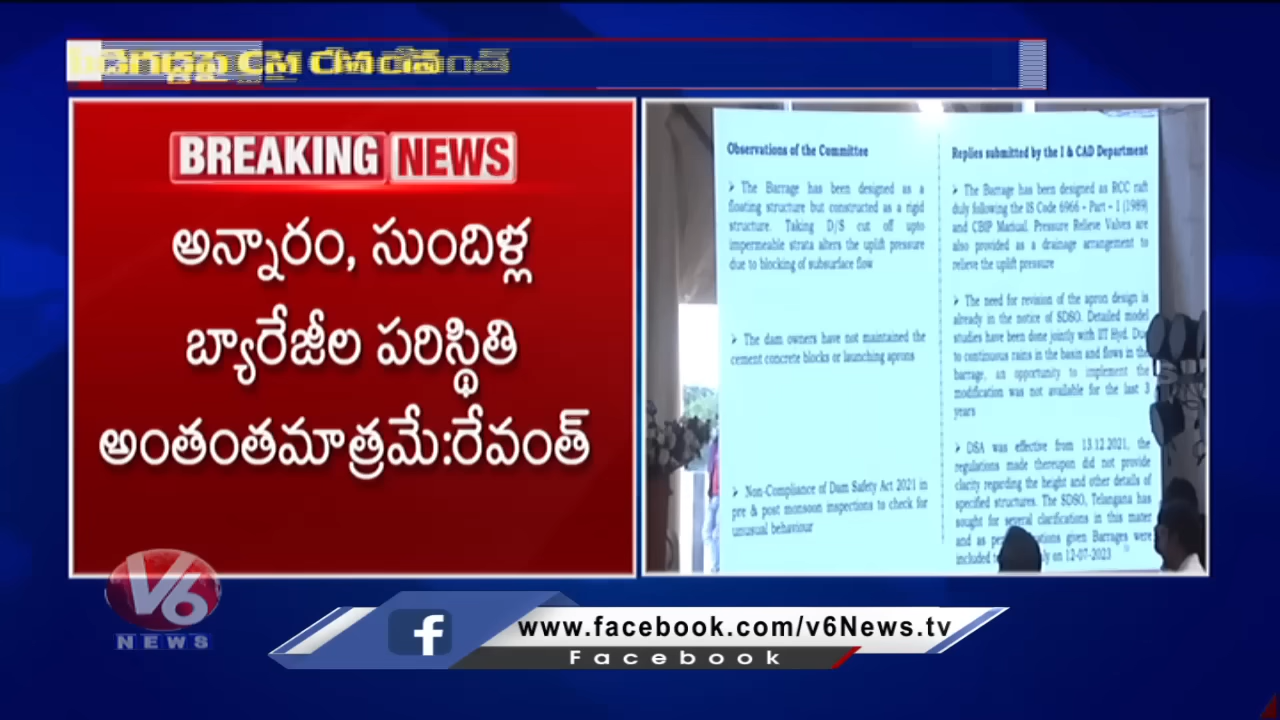 BREAKING NEWS
అన్నారం, సుందిళ్ల
బ్యారేజీల పరిస్థితి
అంతంతమాత్రమే:రేవంత్
Observations of the Committee
➢ The Barrage has been designed as a
floating structure but constructed as a rigid
structure. Taking D/S cut off upto
impermeable strata alters the uplift pressure
due to blocking of subsurface flow
➢ The dam owners have not maintained the
cement concrete blocks or launching aprons
➢ Non-Compliance of Dam Safety Act 2021 in
pre & post monsoon inspections to check for
unusual behaviour
Replies submitted by the I & CAD Department
➢ The Barrage has been designed as RCC raft
duly following the IS Code 6966 – Part – I (1989)
and CBIP Manual. Pressure Relieve Valves are
also provided as a drainage arrangement to
relieve the uplift pressure
➢ The need for revision of the apron design is
already in the notice of SDSO. Detailed model
studies have been done jointly with IIT Hyd. Due
to continuous rains in the basin and flows in the
barrage, an opportunity to implement the
modification was not available for the last 3
years
➢ DSA was effective from 13.12.2021, the
regulations made thereupon did not provide
clarity regarding the height and other details of
specified structures. The SDSO, Telangana has
sought for several clarifications in this mater
and as given Barrages were
included on 12-07-2023
V6
NEWS
f
www.facebook.com/v6News.tv
Facebook